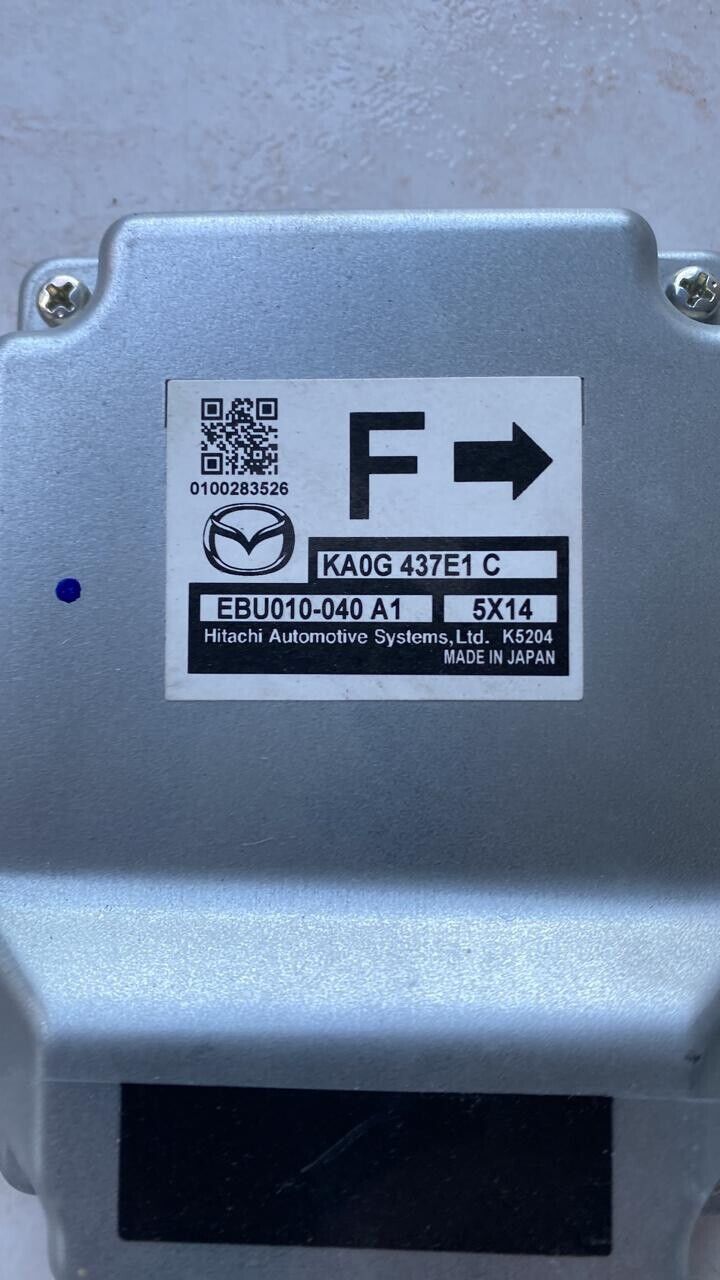 F
0100283526
KA0G 437E1 C
EBU010-040 A1 5X14
Hitachi Automotive Systems,Ltd. K5204
MADE IN JAPAN